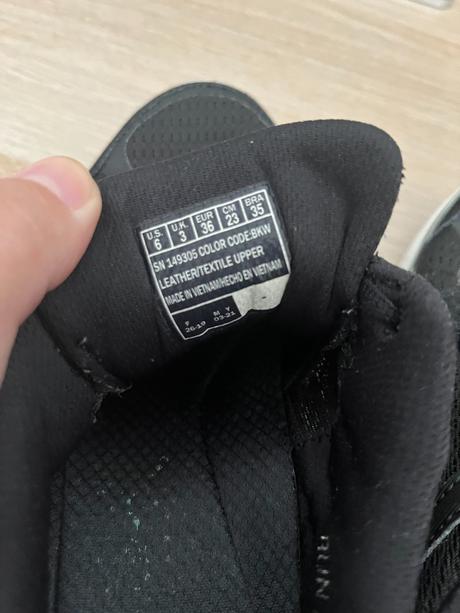 U.S. U.K. EUR CM BRA
6 3 36 23 35
SN 149305 COLOR CODE:BKW
LEATHER/TEXTILE UPPER
MADE IN VIETNAM/HECHO EN VIETNAM
F M Y
26-19 03-21
RUN